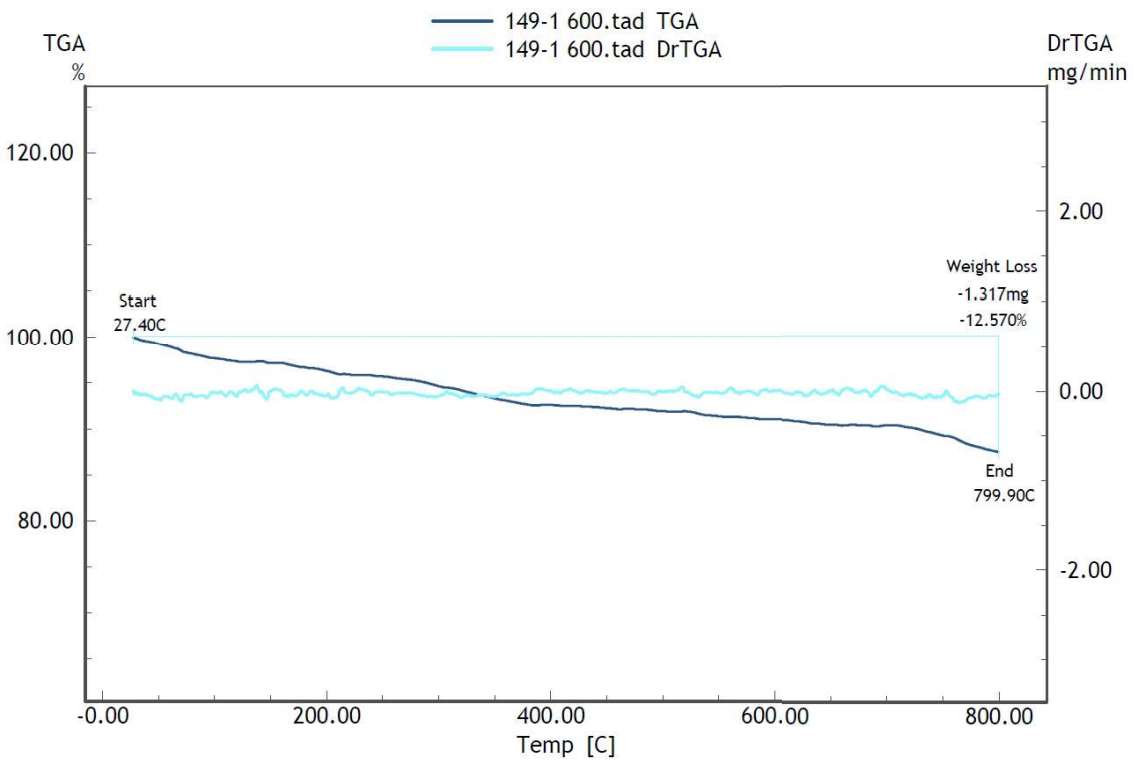 149-1 600.tad TGA
149-1 600.tad DrTGA
TGA
%
DrTGA
mg/min
120.00
100.00
80.00
2.00
0.00
-2.00
Start
27.40C
Weight Loss
-1.317mg
-12.570%
End
799.90C
-0.00
200.00
400.00
600.00
800.00
Temp [C]